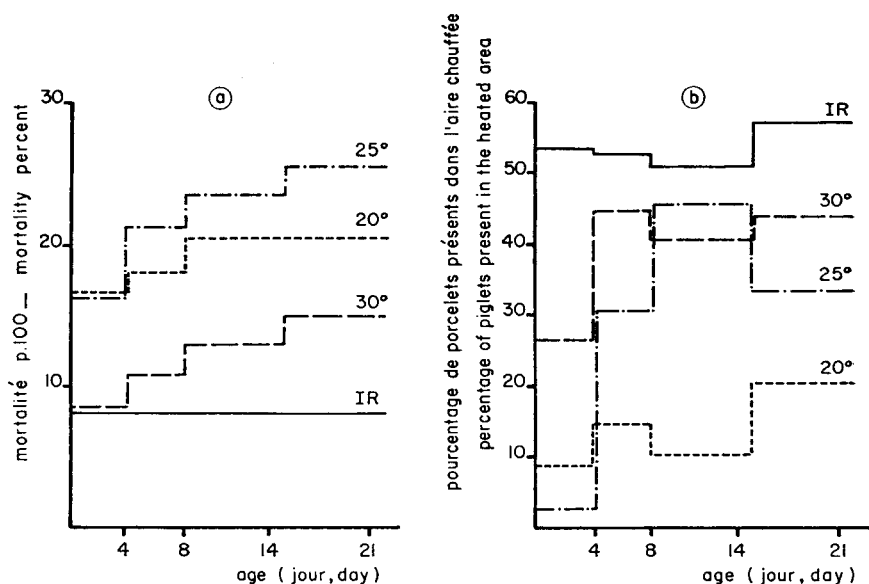 mortalité p.100 — mortality percent
ⓐ
30
20
10
25°
20°
30°
IR
4 8 14 21
age ( jour, day)
pourcentage de porcelets présents dans l'aire chauffée
percentage of piglets present in the heated area
ⓑ
60
50
40
30
20
10
IR
30°
25°
20°
4 8 14 21
age ( jour, day)